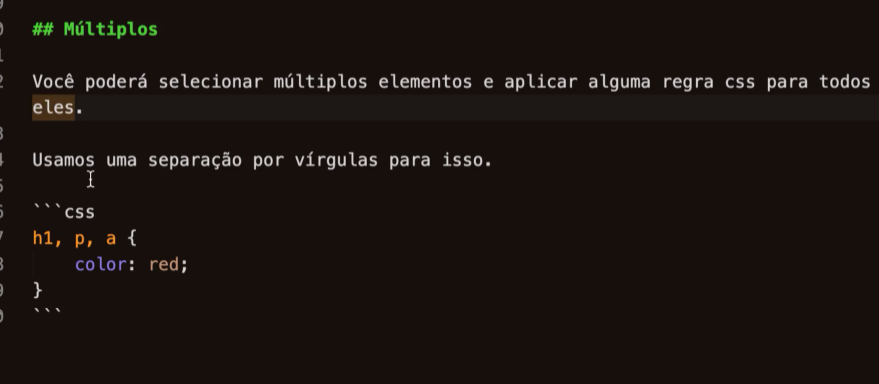 ## Múltiplos
Você poderá selecionar múltiplos elementos e aplicar alguma regra css para todos
eles.
Usamos uma separação por vírgulas para isso.
```css
h1, p, a {
    color: red;
}
```